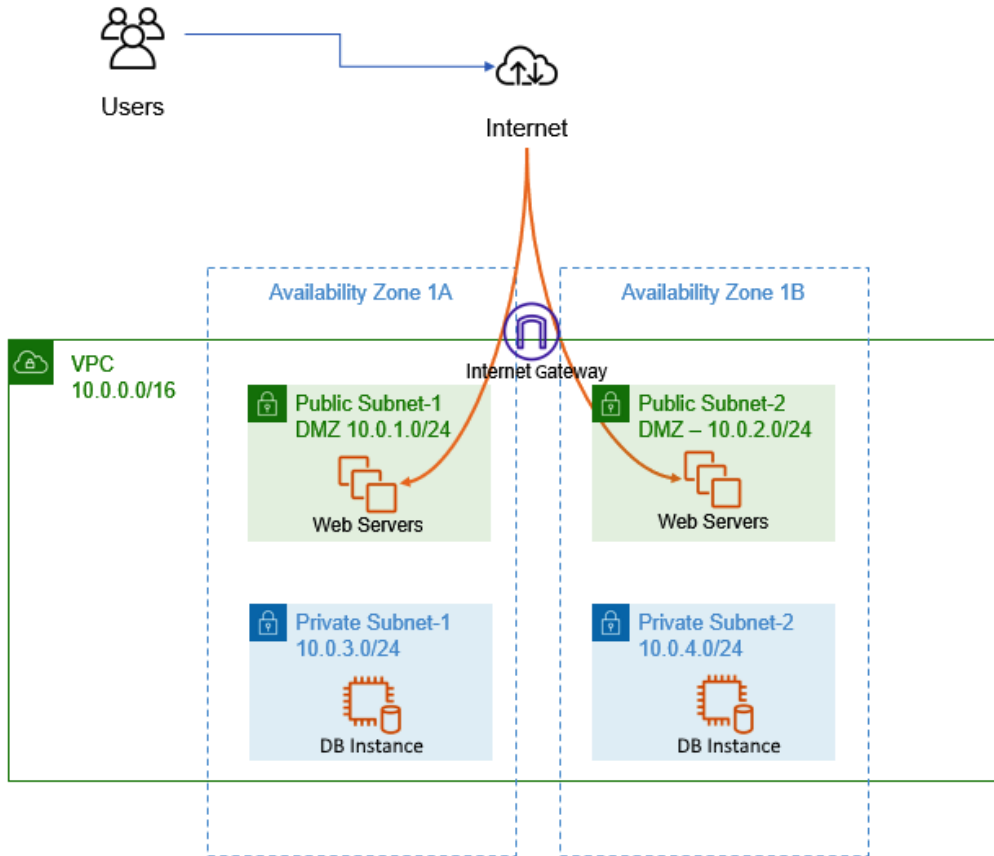 Users
Internet
Availability Zone 1A
Availability Zone 1B
VPC
10.0.0.0/16
Internet Gateway
Public Subnet-1
DMZ 10.0.1.0/24
Web Servers
Public Subnet-2
DMZ – 10.0.2.0/24
Web Servers
Private Subnet-1
10.0.3.0/24
DB Instance
Private Subnet-2
10.0.4.0/24
DB Instance